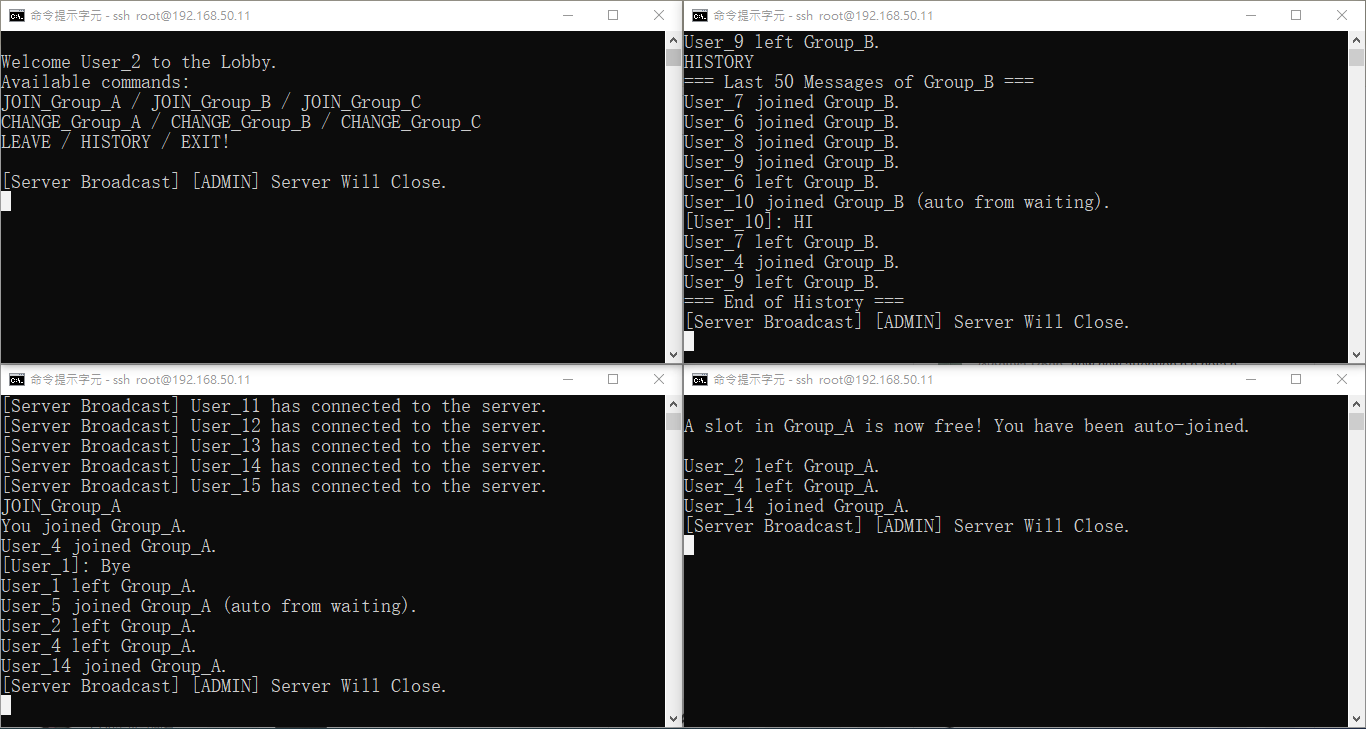 命令提示字元 - ssh root@192.168.50.11
Welcome User_2 to the Lobby.
Available commands:
JOIN_Group_A / JOIN_Group_B / JOIN_Group_C
CHANGE_Group_A / CHANGE_Group_B / CHANGE_Group_C
LEAVE / HISTORY / EXIT!
[Server Broadcast] [ADMIN] Server Will Close.
命令提示字元 - ssh root@192.168.50.11
User_9 left Group_B.
HISTORY
=== Last 50 Messages of Group_B ===
User_7 joined Group_B.
User_6 joined Group_B.
User_8 joined Group_B.
User_9 joined Group_B.
User_6 left Group_B.
User_10 joined Group_B (auto from waiting).
[User_10]: HI
User_7 left Group_B.
User_4 joined Group_B.
User_9 left Group_B.
=== End of History ===
[Server Broadcast] [ADMIN] Server Will Close.
命令提示字元 - ssh root@192.168.50.11
[Server Broadcast] User_11 has connected to the server.
[Server Broadcast] User_12 has connected to the server.
[Server Broadcast] User_13 has connected to the server.
[Server Broadcast] User_14 has connected to the server.
[Server Broadcast] User_15 has connected to the server.
JOIN_Group_A
You joined Group_A.
User_4 joined Group_A.
[User_1]: Bye
User_1 left Group_A.
User_5 joined Group_A (auto from waiting).
User_2 left Group_A.
User_4 left Group_A.
User_14 joined Group_A.
[Server Broadcast] [ADMIN] Server Will Close.
命令提示字元 - ssh root@192.168.50.11
A slot in Group_A is now free! You have been auto-joined.
User_2 left Group_A.
User_4 left Group_A.
User_14 joined Group_A.
[Server Broadcast] [ADMIN] Server Will Close.